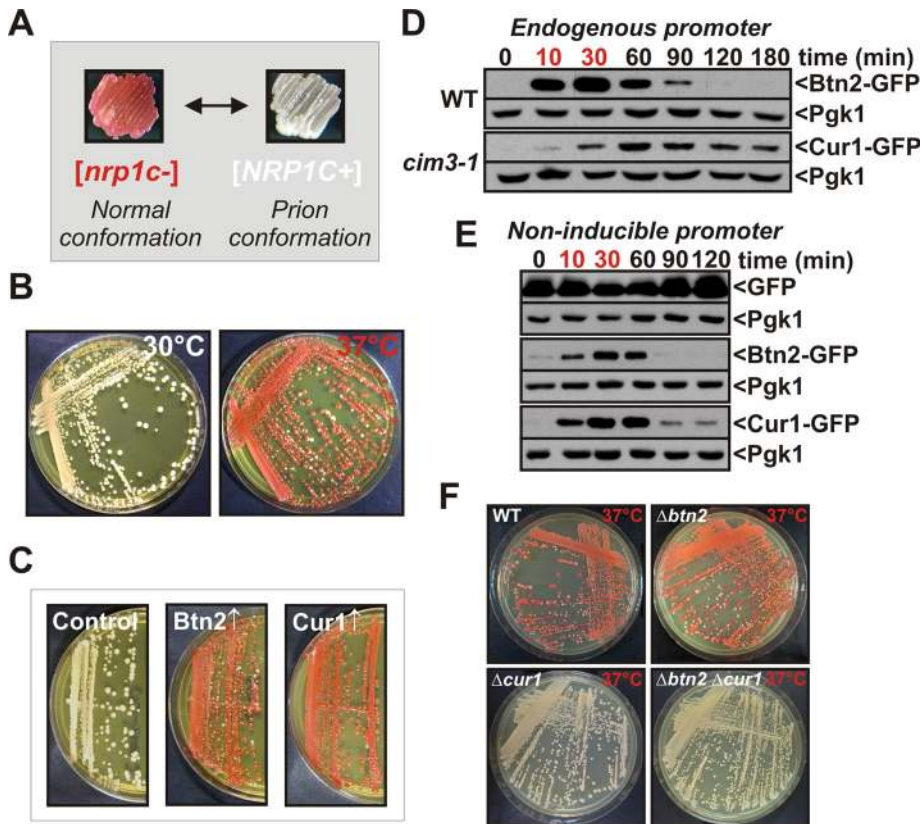 A
[nrp1c-]
[NRP1C+]
Normal conformation
Prion conformation
B
30°C
37°C
C
Control
Btn2↑
Cur1↑
D
Endogenous promoter
0 10 30 60 90 120 180 time (min)
WT
<Btn2-GFP
<Pgk1
cim3-1
<Cur1-GFP
<Pgk1
E
Non-inducible promoter
0 10 30 60 90 120 time (min)
<GFP
<Pgk1
<Btn2-GFP
<Pgk1
<Cur1-GFP
<Pgk1
F
WT 37°C
Δbtn2 37°C
Δcur1 37°C
Δbtn2 Δcur1 37°C